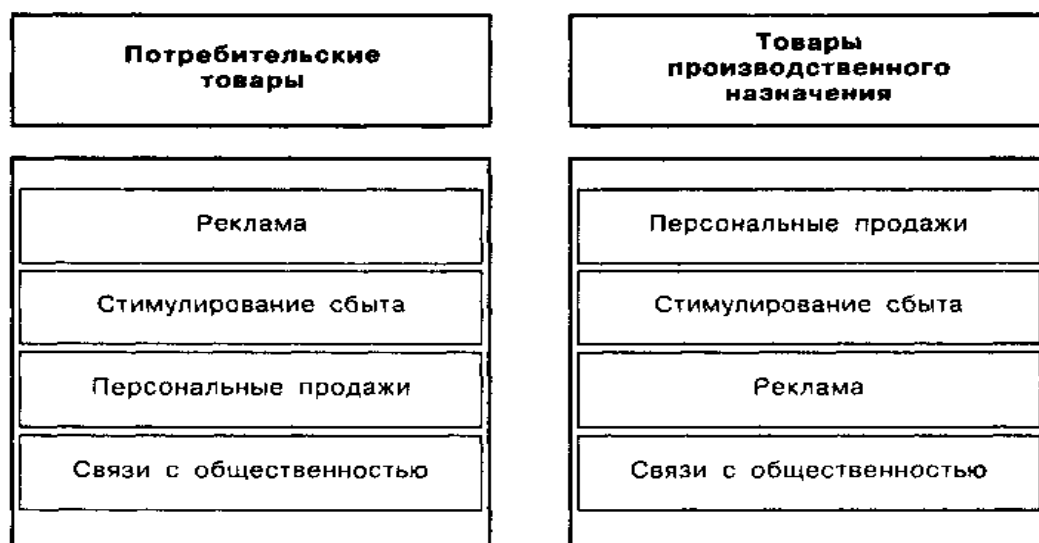 Потребительские
товары
Реклама
Стимулирование сбыта
Персональные продажи
Связи с общественностью
Товары
производственного
назначения
Персональные продажи
Стимулирование сбыта
Реклама
Связи с общественностью